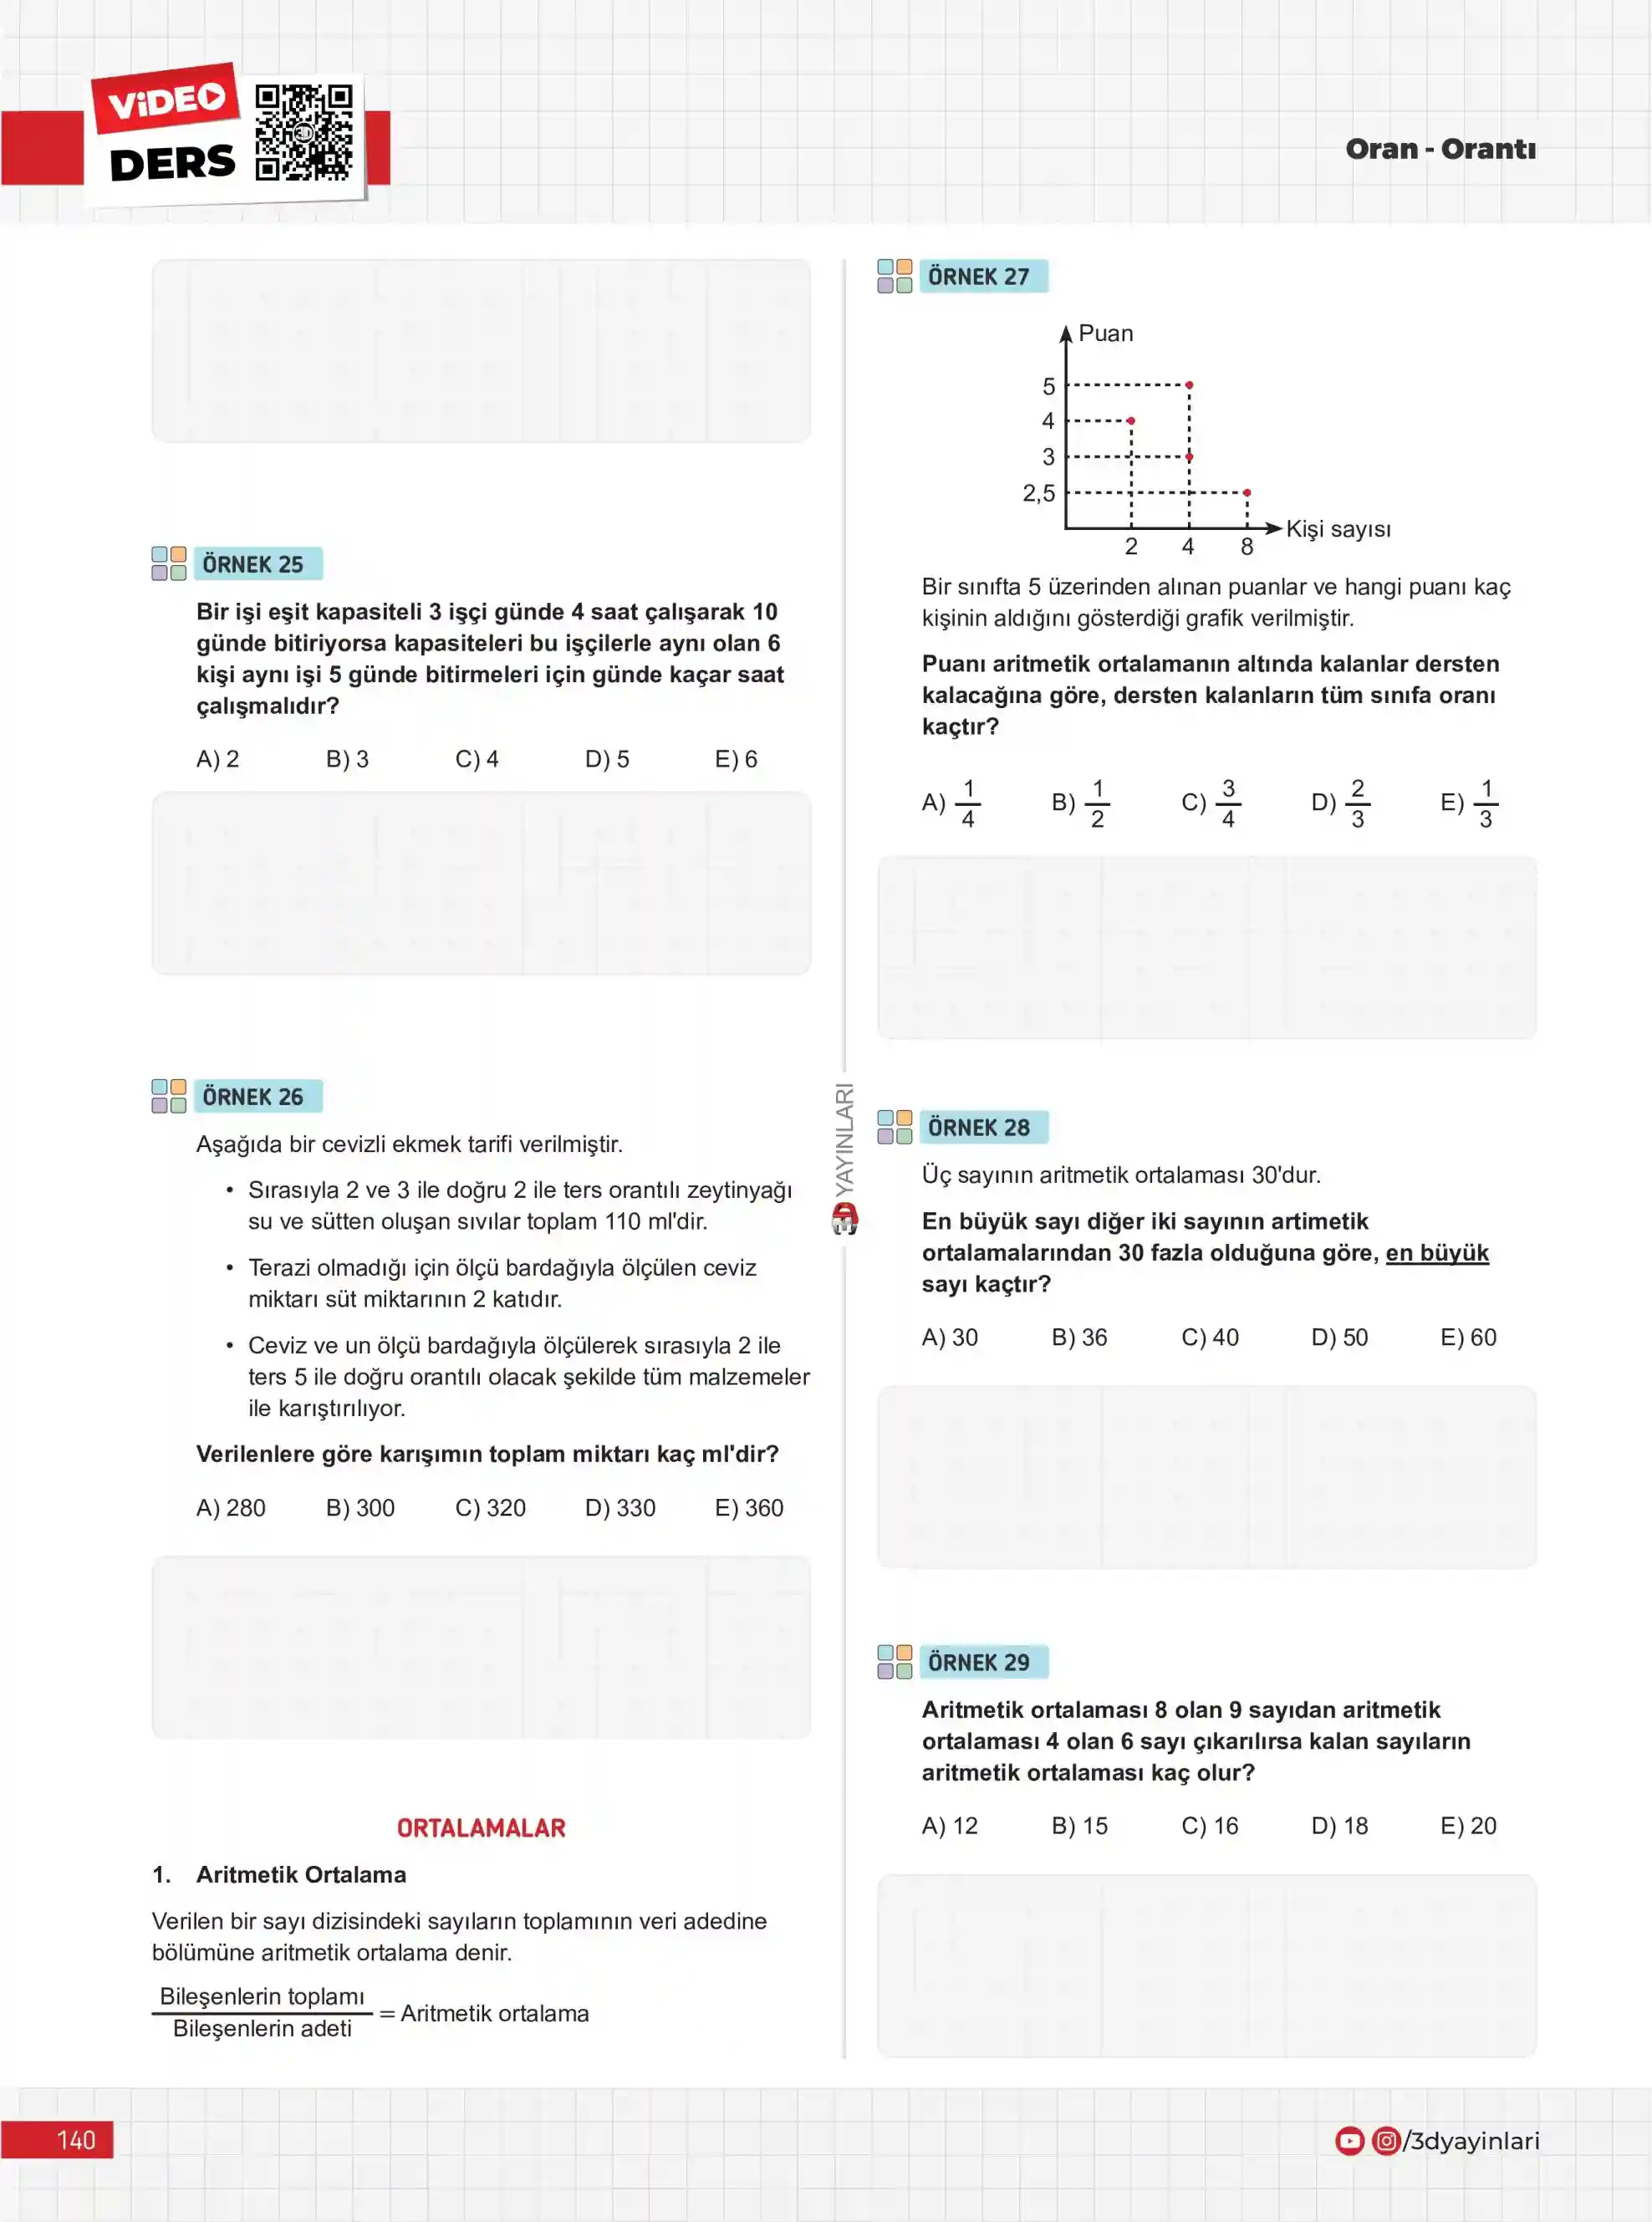 VİDEO
DERS
3D
Oran - Orantı
ÖRNEK 25
Bir işi eşit kapasiteli 3 işçi günde 4 saat çalışarak 10
günde bitiriyorsa kapasiteleri bu işçilerle aynı olan 6
kişi aynı işi 5 günde bitirmeleri için günde kaçar saat
çalışmalıdır?
A) 2 B) 3 C) 4 D) 5 E) 6
ÖRNEK 26
Aşağıda bir cevizli ekmek tarifi verilmiştir.
• Sırasıyla 2 ve 3 ile doğru 2 ile ters orantılı zeytinyağı
su ve sütten oluşan sıvılar toplam 110 ml'dir.
• Terazi olmadığı için ölçü bardağıyla ölçülen ceviz
miktarı süt miktarının 2 katıdır.
• Ceviz ve un ölçü bardağıyla ölçülerek sırasıyla 2 ile
ters 5 ile doğru orantılı olacak şekilde tüm malzemeler
ile karıştırılıyor.
Verilenlere göre karışımın toplam miktarı kaç ml'dir?
A) 280 B) 300 C) 320 D) 330 E) 360
ORTALAMALAR
1. Aritmetik Ortalama
Verilen bir sayı dizisindeki sayıların toplamının veri adedine
bölümüne aritmetik ortalama denir.
Bileşenlerin toplamı
Bileşenlerin adeti
= Aritmetik ortalama
YAYINLARI
ÖRNEK 27
Puan
5
4
3
2,5
2 4 8
Kişi sayısı
Bir sınıfta 5 üzerinden alınan puanlar ve hangi puanı kaç
kişinin aldığını gösterdiği grafik verilmiştir.
Puanı aritmetik ortalamanın altında kalanlar dersten
kalacağına göre, dersten kalanların tüm sınıfa oranı
kaçtır?
A) 1/4 B) 1/2 C) 3/4 D) 2/3 E) 1/3
ÖRNEK 28
Üç sayının aritmetik ortalaması 30'dur.
En büyük sayı diğer iki sayının artimetik
ortalamalarından 30 fazla olduğuna göre, en büyük
sayı kaçtır?
A) 30 B) 36 C) 40 D) 50 E) 60
ÖRNEK 29
Aritmetik ortalaması 8 olan 9 sayıdan aritmetik
ortalaması 4 olan 6 sayı çıkarılırsa kalan sayıların
aritmetik ortalaması kaç olur?
A) 12 B) 15 C) 16 D) 18 E) 20
140
/3dyayinlari